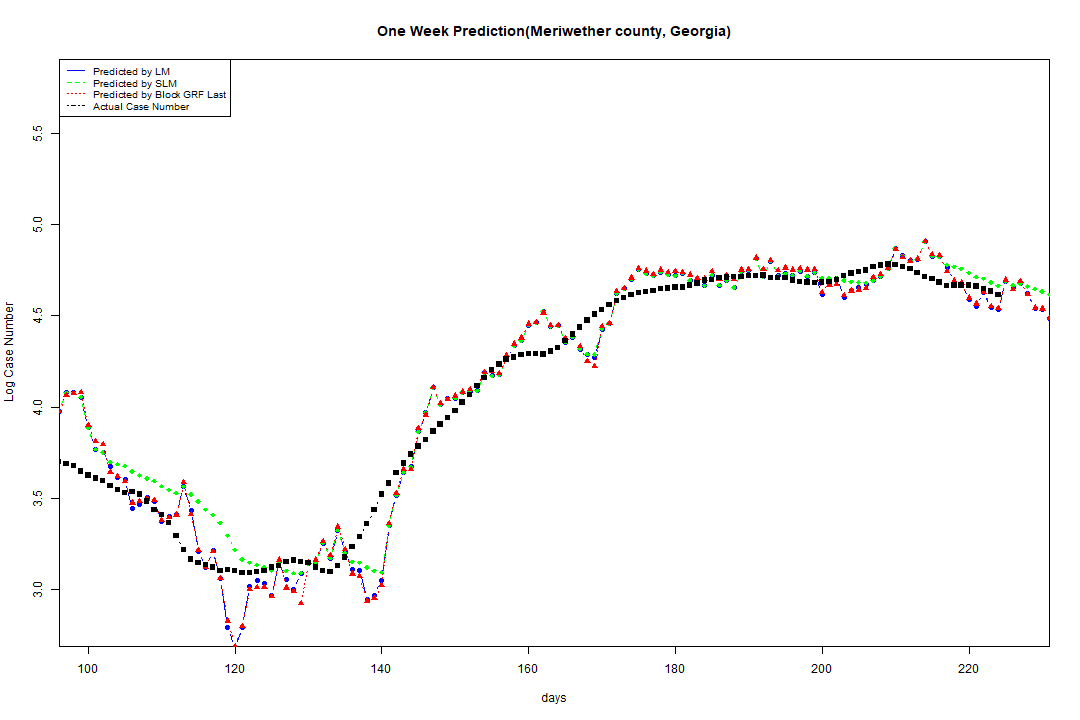 One Week Prediction(Meriwether county, Georgia)
Predicted by LM
Predicted by SLM
Predicted by Block GRF Last
Actual Case Number
5.5
5.0
4.5
4.0
3.5
3.0
Log Case Number
100 120 140 160 180 200 220
days